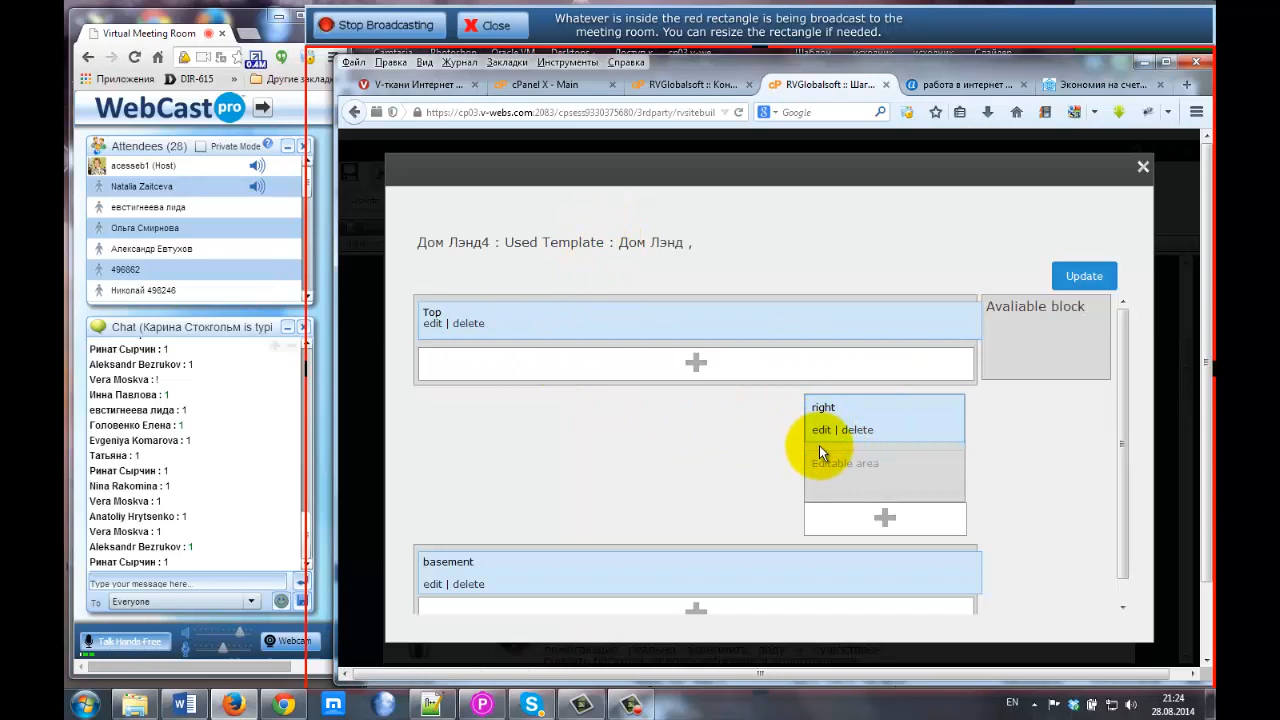 Stop Broadcasting
Close
Whatever is inside the red rectangle is being broadcast to the
meeting room. You can resize the rectangle if needed.
Virtual Meeting Room
Приложения
DIR-615
Другие заклад
WebCast pro
Attendees (28)
Private Mode
acesseb1 (Host)
Natalia Zaitceva
евстигнеева лида
Ольга Смирнова
Александр Евтухов
496862
Николай 498246
Chat (Карина Стокгольм is typi
Ринат Сырчин : 1
Aleksandr Bezrukov : 1
Vera Moskva : !
Инна Павлова : 1
евстигнеева лида : 1
Головенко Елена : 1
Evgeniya Komarova : 1
Татьяна : 1
Ринат Сырчин : 1
Nina Rakomina : 1
Vera Moskva : 1
Anatoliy Hrytsenko : 1
Vera Moskva : 1
Aleksandr Bezrukov : 1
Ринат Сырчин : 1
Type your message here...
To
Everyone
Talk Hands-Free
Webcam
Файл Правка Вид Журнал Закладки Инструменты Справка
V-ткани Интернет ...
cPanel X - Main
RVGlobalsoft :: Кон...
RVGlobalsoft :: Шаг...
работа в интернет ...
Экономия на счет...
https://cp03.v-webs.com:2083/cpsess9330375680/3rdparty/rvsitebuil
Google
Дом Лэнд4 : Used Template : Дом Лэнд ,
Update
Top
edit | delete
Avaliable block
right
edit | delete
Editable area
basement
edit | delete
EN
21:24
28.08.2014